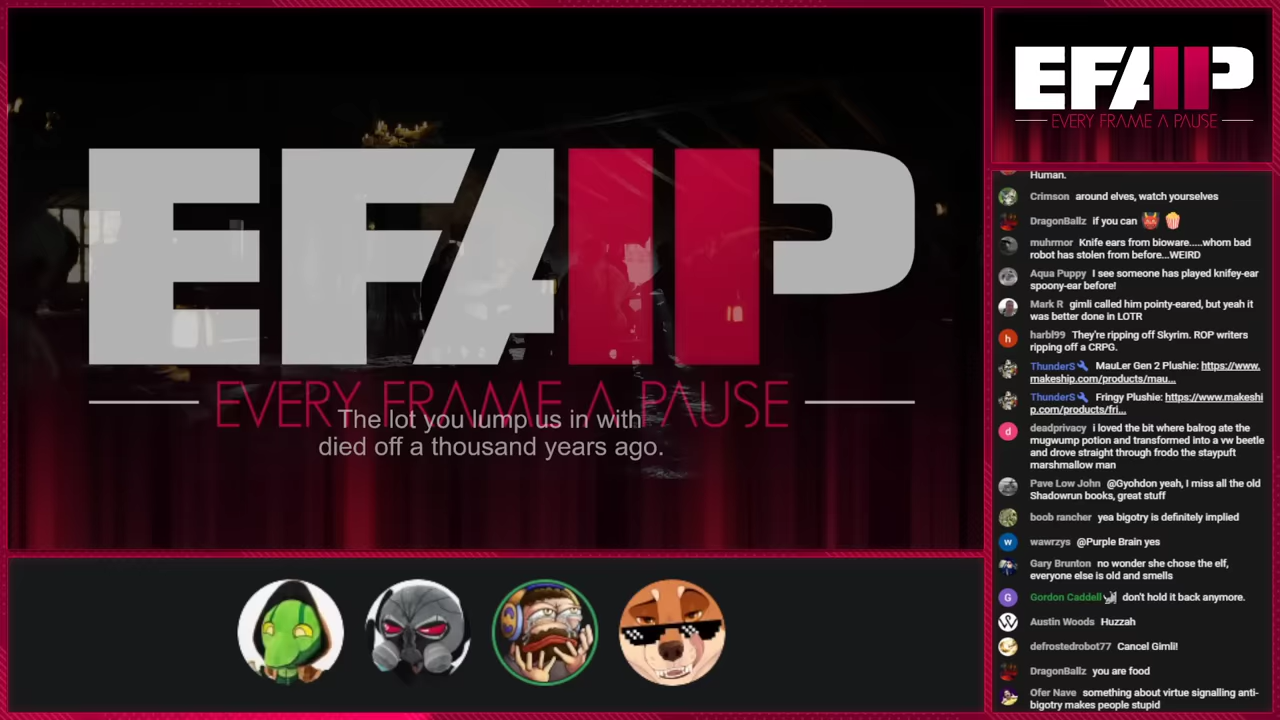 EFAP
EVERY FRAME A PAUSE
The lot you lump us in with
died off a thousand years ago.
EFAP
EVERY FRAME A PAUSE
Human.
Crimson around elves, watch yourselves
DragonBallz if you can
muhrmor Knife ears from bioware.....whom bad
robot has stolen from before...WEIRD
Aqua Puppy I see someone has played knifey-ear
spoony-ear before!
Mark R gimli called him pointy-eared, but yeah it
was better done in LOTR
h
harbl99 They're ripping off Skyrim. ROP writers
ripping off a CRPG.
ThunderS MauLer Gen 2 Plushie: https://www.
makeship.com/products/mau...
ThunderS Fringy Plushie: https://www.makeshi
p.com/products/fri...
d
deadprivacy i loved the bit where balrog ate the
mugwump potion and transformed into a vw beetle
and drove straight through frodo the staypuft
marshmallow man
Pave Low John @Gyohdon yeah, I miss all the old
Shadowrun books, great stuff
boob rancher yea bigotry is definitely implied
w
wawrzys @Purple Brain yes
Gary Brunton no wonder she chose the elf,
everyone else is old and smells
G
Gordon Caddell don't hold it back anymore.
Austin Woods Huzzah
defrostedrobot77 Cancel Gimli!
DragonBallz you are food
Ofer Nave something about virtue signalling anti-
bigotry makes people stupid